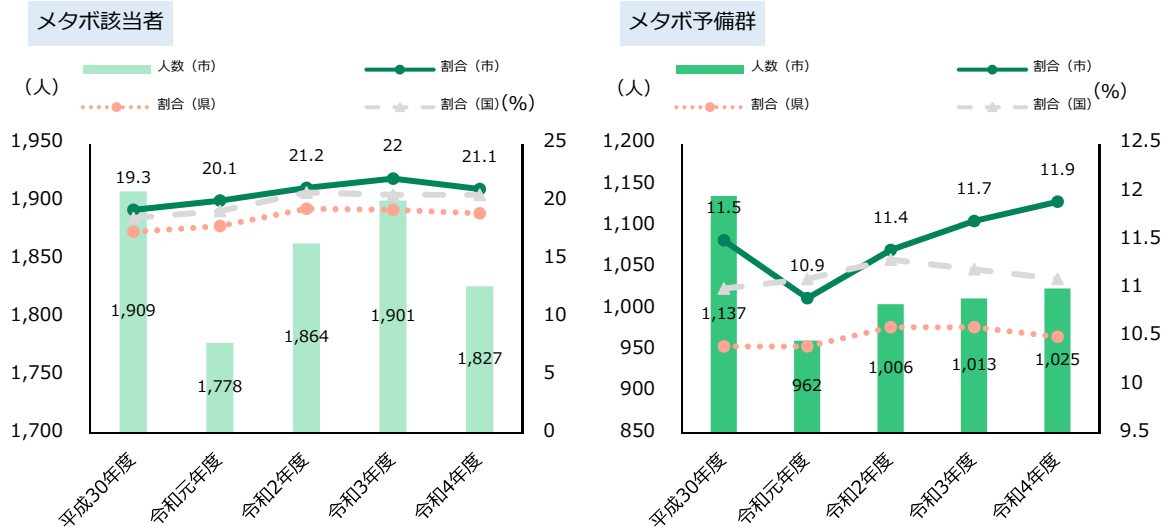 メタボ該当者
人数（市）
割合（市）
割合（県）
割合（国）
（人）
(%)
1,950
1,900
1,850
1,800
1,750
1,700
25
20
15
10
5
0
19.3
20.1
21.2
22
21.1
1,909
1,778
1,864
1,901
1,827
平成30年度
令和元年度
令和2年度
令和3年度
令和4年度
メタボ予備群
人数（市）
割合（市）
割合（県）
割合（国）
（人）
(%)
1,200
1,150
1,100
1,050
1,000
950
900
850
12.5
12
11.5
11
10.5
10
9.5
11.5
10.9
11.4
11.7
11.9
1,137
962
1,006
1,013
1,025
平成30年度
令和元年度
令和2年度
令和3年度
令和4年度